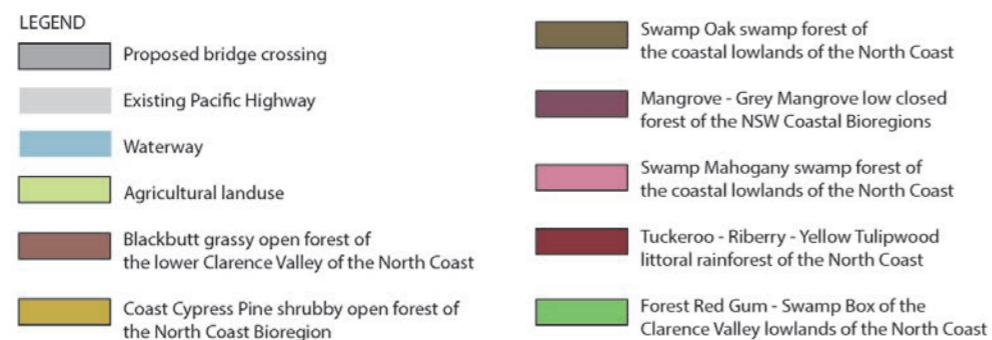 LEGEND
Proposed bridge crossing
Existing Pacific Highway
Waterway
Agricultural landuse
Blackbutt grassy open forest of
the lower Clarence Valley of the North Coast
Coast Cypress Pine shrubby open forest of
the North Coast Bioregion
Swamp Oak swamp forest of
the coastal lowlands of the North Coast
Mangrove - Grey Mangrove low closed
forest of the NSW Coastal Bioregions
Swamp Mahogany swamp forest of
the coastal lowlands of the North Coast
Tuckeroo - Riberry - Yellow Tulipwood
littoral rainforest of the North Coast
Forest Red Gum - Swamp Box of the
Clarence Valley lowlands of the North Coast